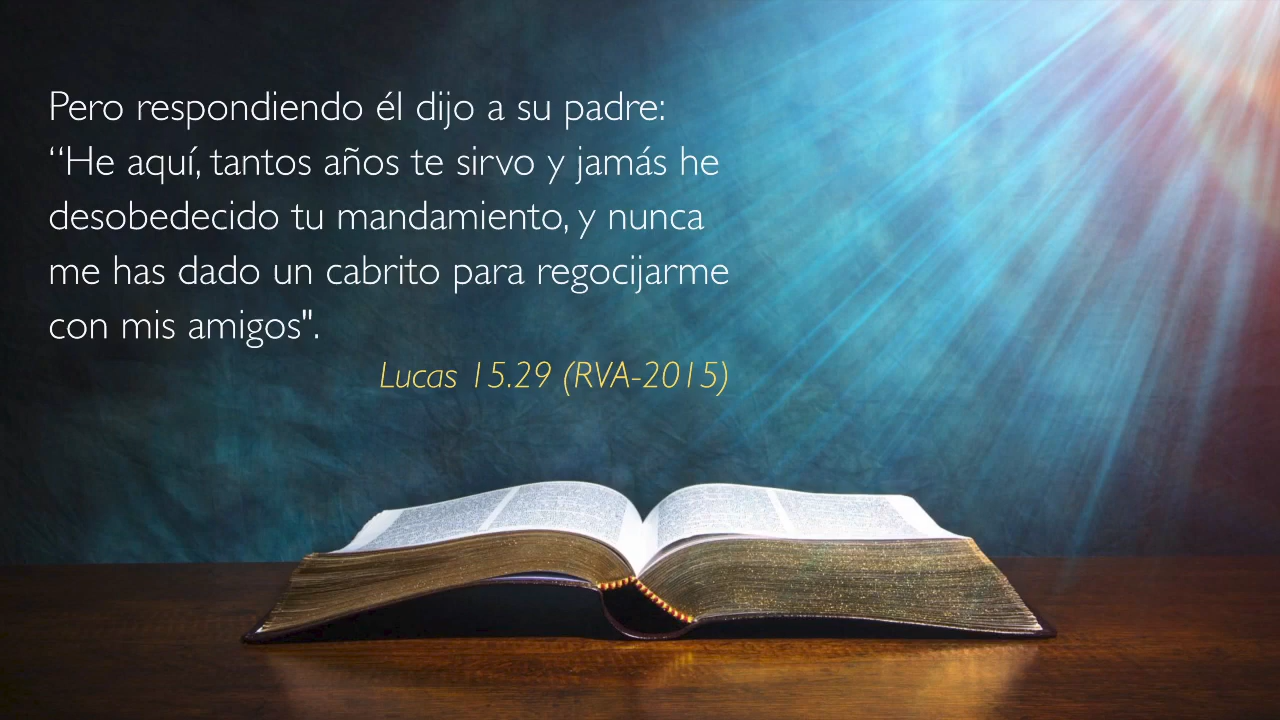 Pero respondiendo él dijo a su padre:
“He aquí, tantos años te sirvo y jamás he
desobedecido tu mandamiento, y nunca
me has dado un cabrito para regocijarme
con mis amigos".
Lucas 15.29 (RVA-2015)